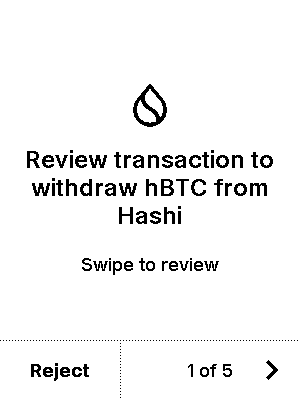 Review transaction to
withdraw hBTC from
Hashi
Swipe to review
Reject
1 of 5